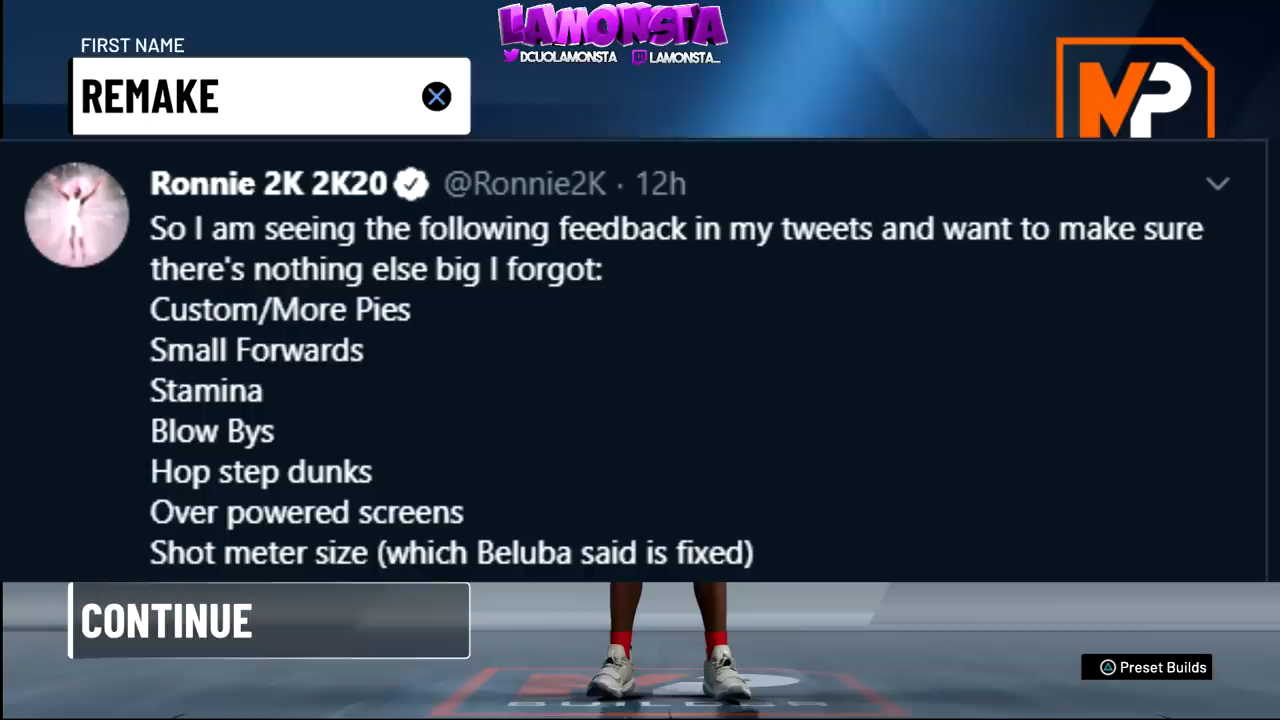 LAMONSTA
DCUOLAMONSTA LAMONSTA_
FIRST NAME
REMAKE
MP
Ronnie 2K 2K20 @Ronnie2K · 12h
So I am seeing the following feedback in my tweets and want to make sure
there's nothing else big I forgot:
Custom/More Pies
Small Forwards
Stamina
Blow Bys
Hop step dunks
Over powered screens
Shot meter size (which Beluba said is fixed)
CONTINUE
Preset Builds
BUILDER